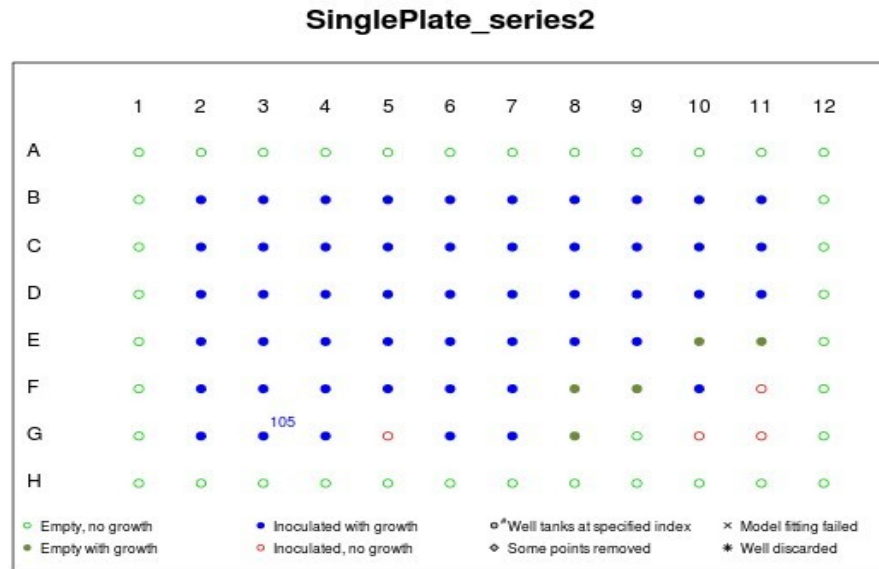 SinglePlate_series2
1 2 3 4 5 6 7 8 9 10 11 12
A
B
C
D
E
F
105
G
H
Empty, no growth Inoculated with growth #Well tanks at specified index Model fitting failed
Empty with growth Inoculated, no growth Some points removed Well discarded